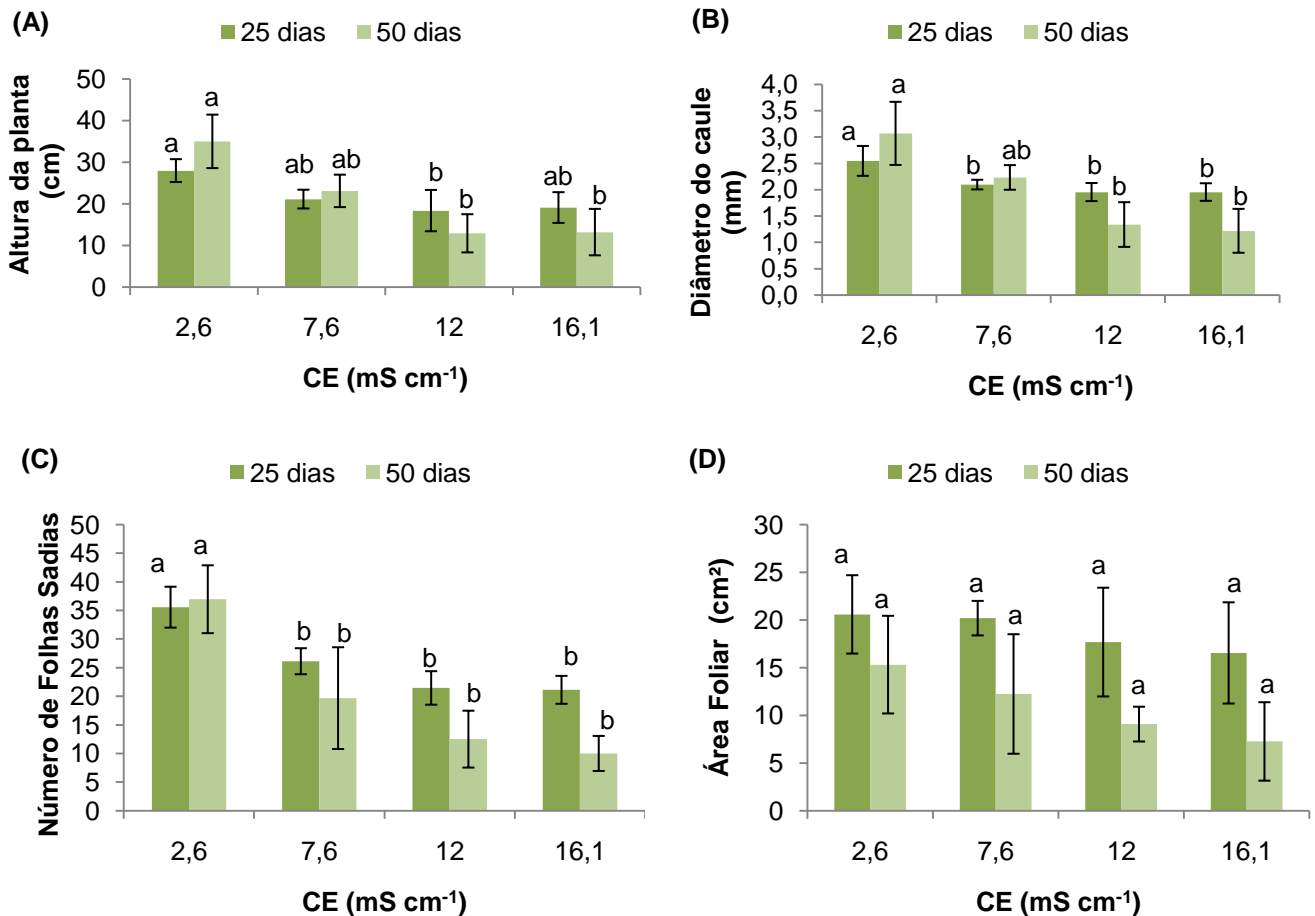 (A)
25 dias 50 dias
Altura da planta
(cm)
50
40
30
20
10
0
a a ab ab b b ab b
2,6 7,6 12 16,1
CE (mS cm⁻¹)
(B)
25 dias 50 dias
Diâmetro do caule
(mm)
4,0
3,5
3,0
2,5
2,0
1,5
1,0
0,5
0,0
a a b ab b b b b
2,6 7,6 12 16,1
CE (mS cm⁻¹)
(C)
25 dias 50 dias
Número de Folhas Sadias
50
45
40
35
30
25
20
15
10
5
0
a a b b b b b b
2,6 7,6 12 16,1
CE (mS cm⁻¹)
(D)
25 dias 50 dias
Área Foliar (cm²)
30
25
20
15
10
5
0
a a a a a a a a
2,6 7,6 12 16,1
CE (mS cm⁻¹)